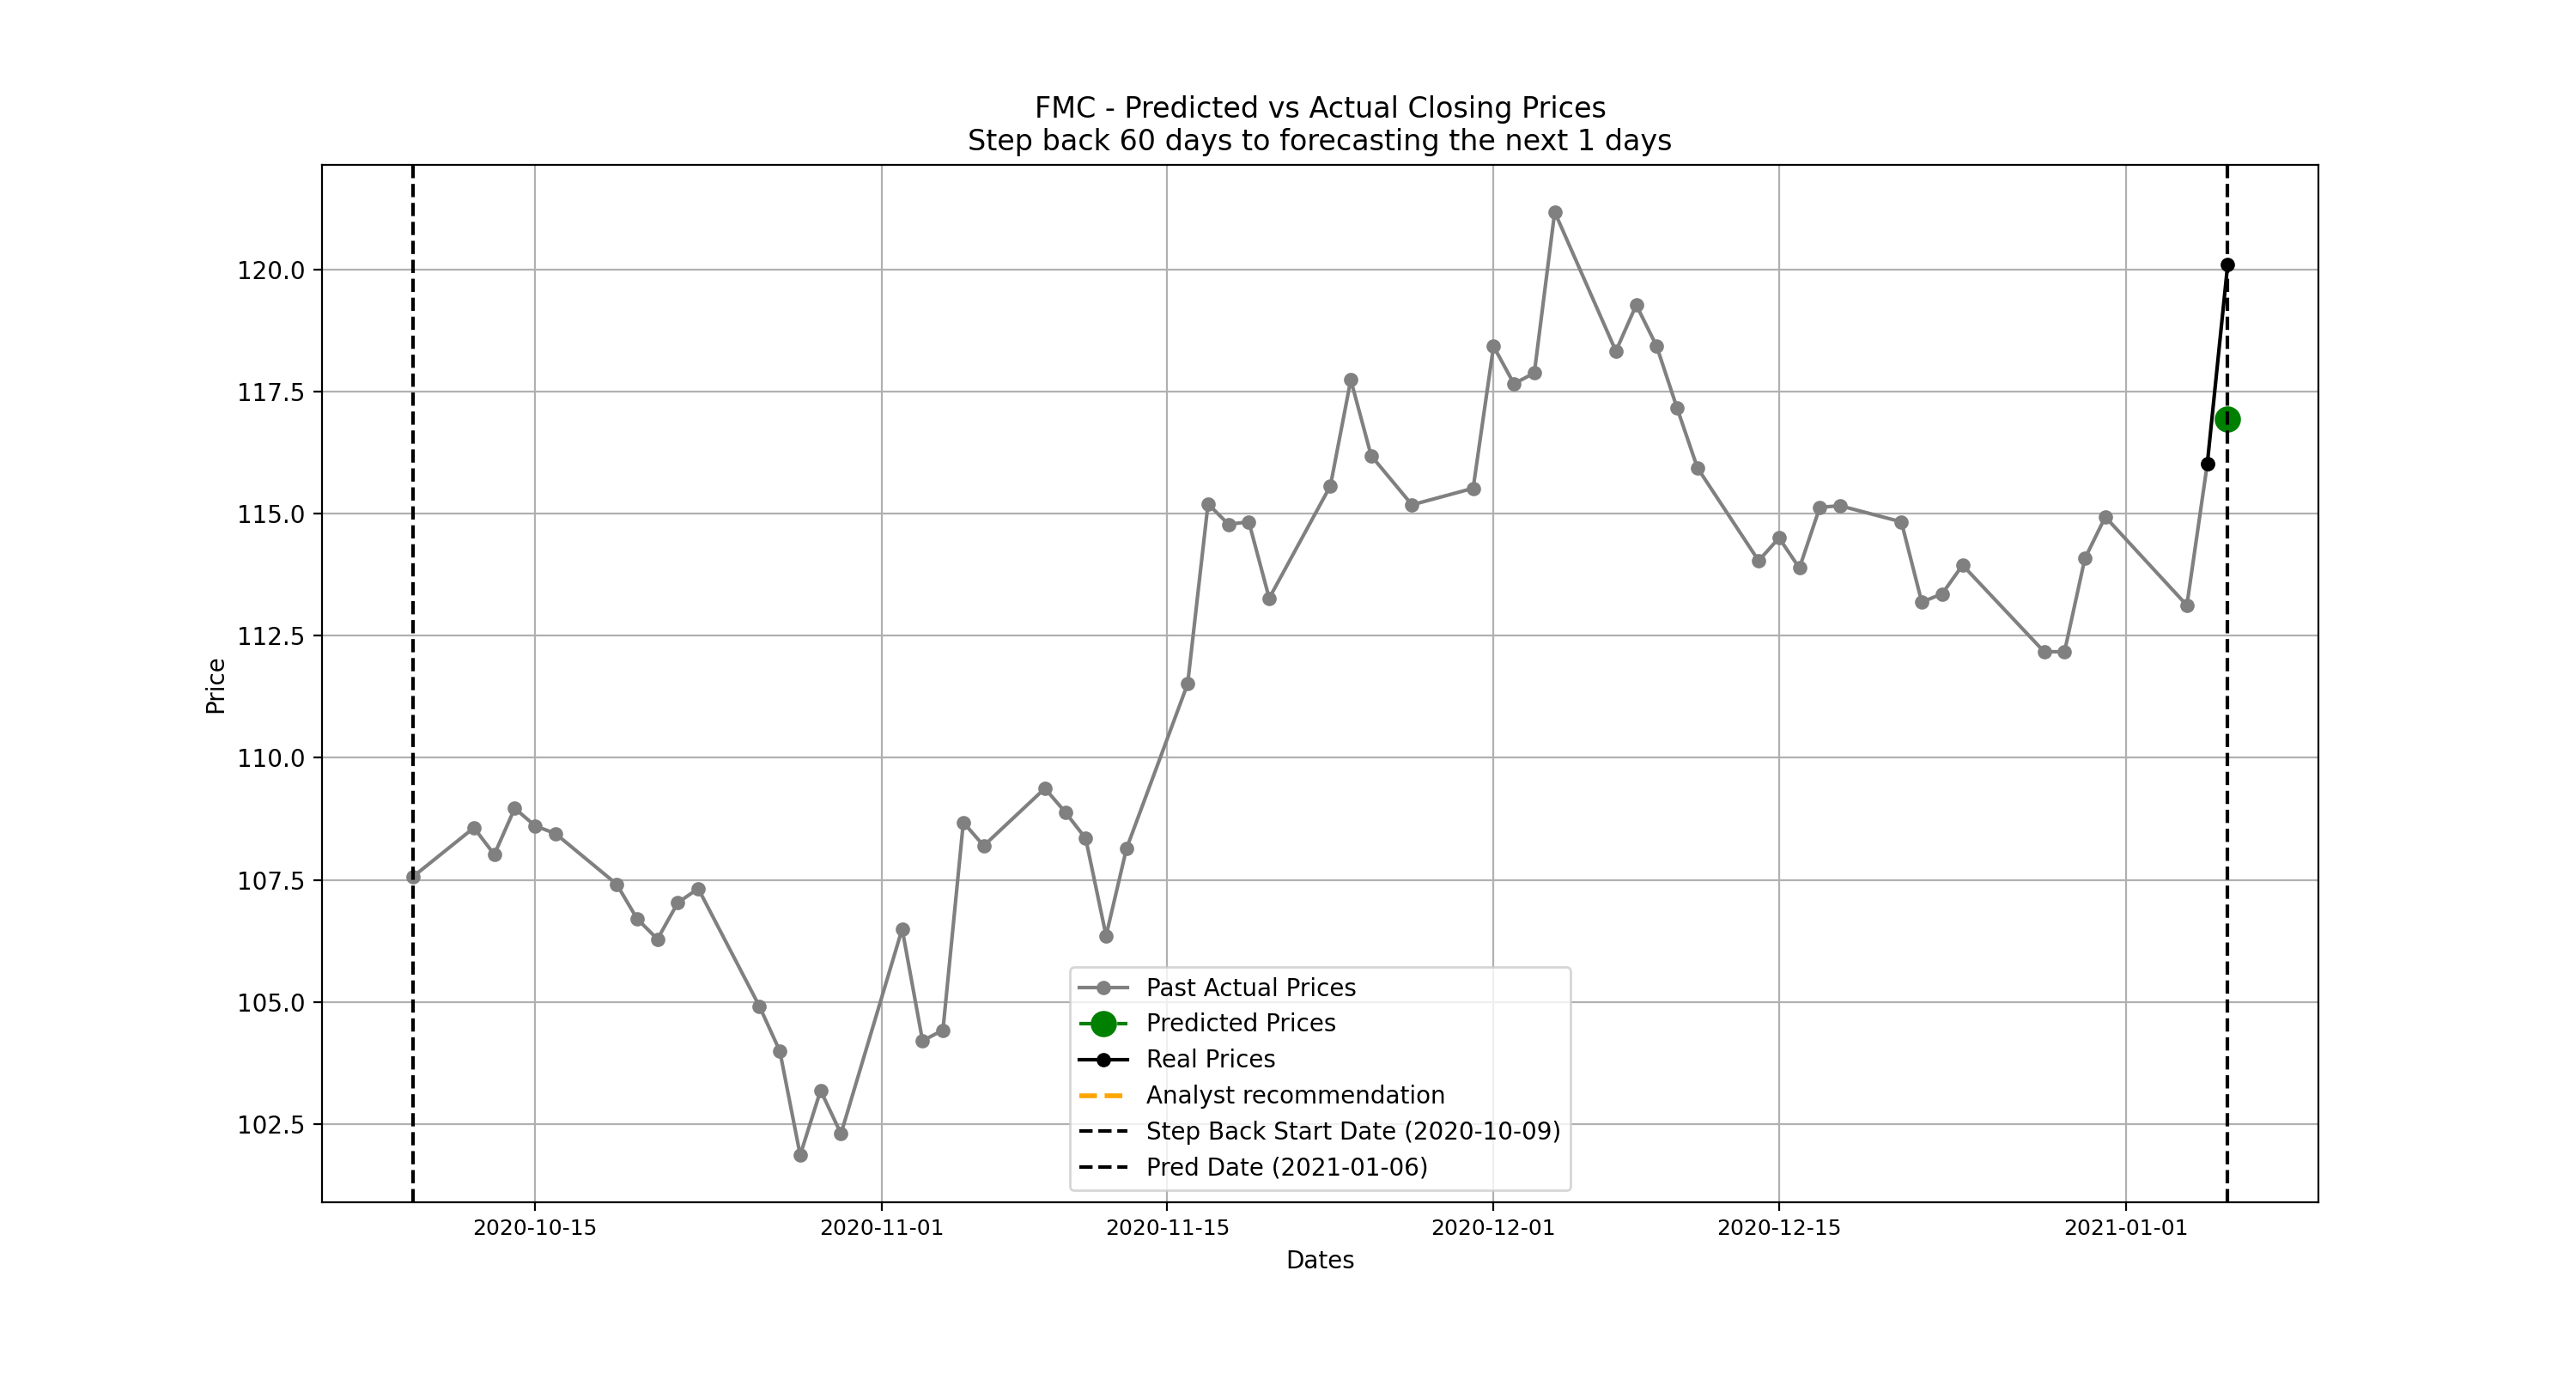 FMC - Predicted vs Actual Closing Prices
Step back 60 days to forecasting the next 1 days
Price
120.0
117.5
115.0
112.5
110.0
107.5
105.0
102.5
Past Actual Prices
Predicted Prices
Real Prices
Analyst recommendation
Step Back Start Date (2020-10-09)
Pred Date (2021-01-06)
2020-10-15
2020-11-01
2020-11-15
2020-12-01
2020-12-15
2021-01-01
Dates